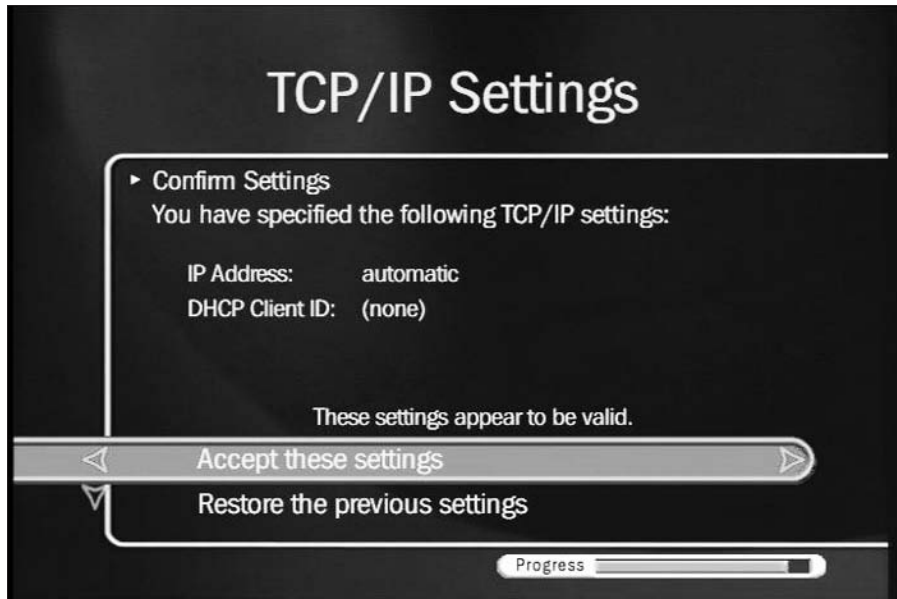 TCP/IP Settings
Confirm Settings
You have specified the following TCP/IP settings:
IP Address: automatic
DHCP Client ID: (none)
These settings appear to be valid.
Accept these settings
Restore the previous settings
Progress